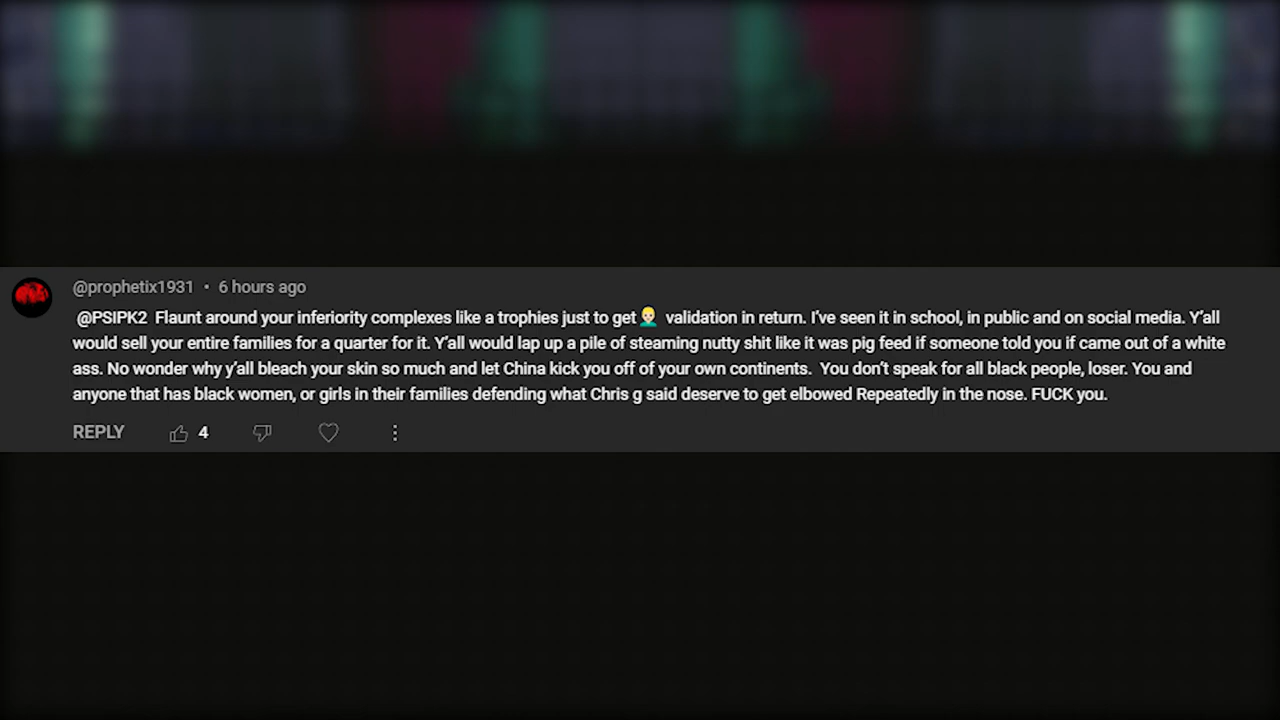 @prophetix1931 • 6 hours ago
@PSIPK2 Flaunt around your inferiority complexes like a trophies just to get👱🏻‍♂️ validation in return. I've seen it in school, in public and on social media. Y'all
would sell your entire families for a quarter for it. Y'all would lap up a pile of steaming nutty shit like it was pig feed if someone told you if came out of a white
ass. No wonder why y'all bleach your skin so much and let China kick you off of your own continents. You don't speak for all black people, loser. You and
anyone that has black women, or girls in their families defending what Chris g said deserve to get elbowed Repeatedly in the nose. FUCK you.
REPLY 4